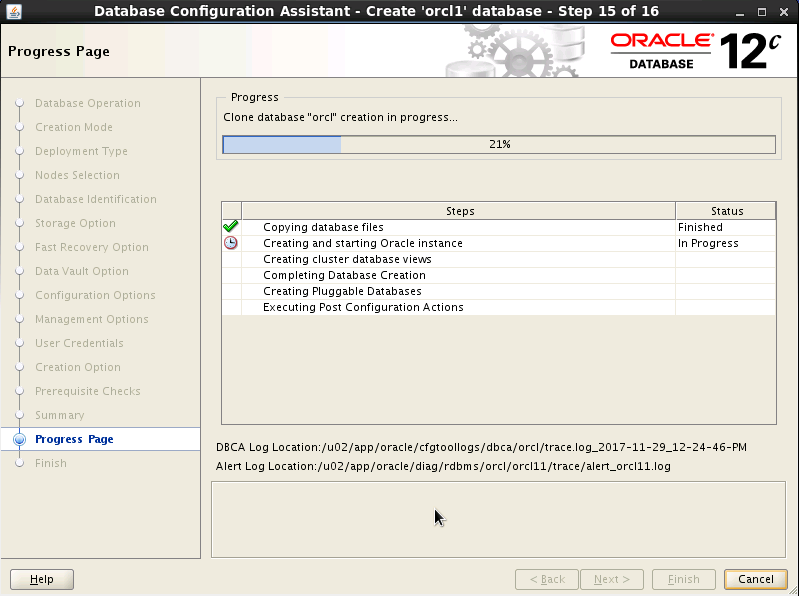 Database Configuration Assistant - Create 'orcl1' database - Step 15 of 16
Progress Page
ORACLE
DATABASE
12c
Database Operation
Creation Mode
Deployment Type
Nodes Selection
Database Identification
Storage Option
Fast Recovery Option
Data Vault Option
Configuration Options
Management Options
User Credentials
Creation Option
Prerequisite Checks
Summary
Progress Page
Finish
Progress
Clone database "orcl" creation in progress...
21%
Steps Status
Copying database files Finished
Creating and starting Oracle instance In Progress
Creating cluster database views
Completing Database Creation
Creating Pluggable Databases
Executing Post Configuration Actions
DBCA Log Location:/u02/app/oracle/cfgtoollogs/dbca/orcl/trace.log_2017-11-29_12-24-46-PM
Alert Log Location:/u02/app/oracle/diag/rdbms/orcl/orcl11/trace/alert_orcl11.log
Help < Back Next > Finish Cancel